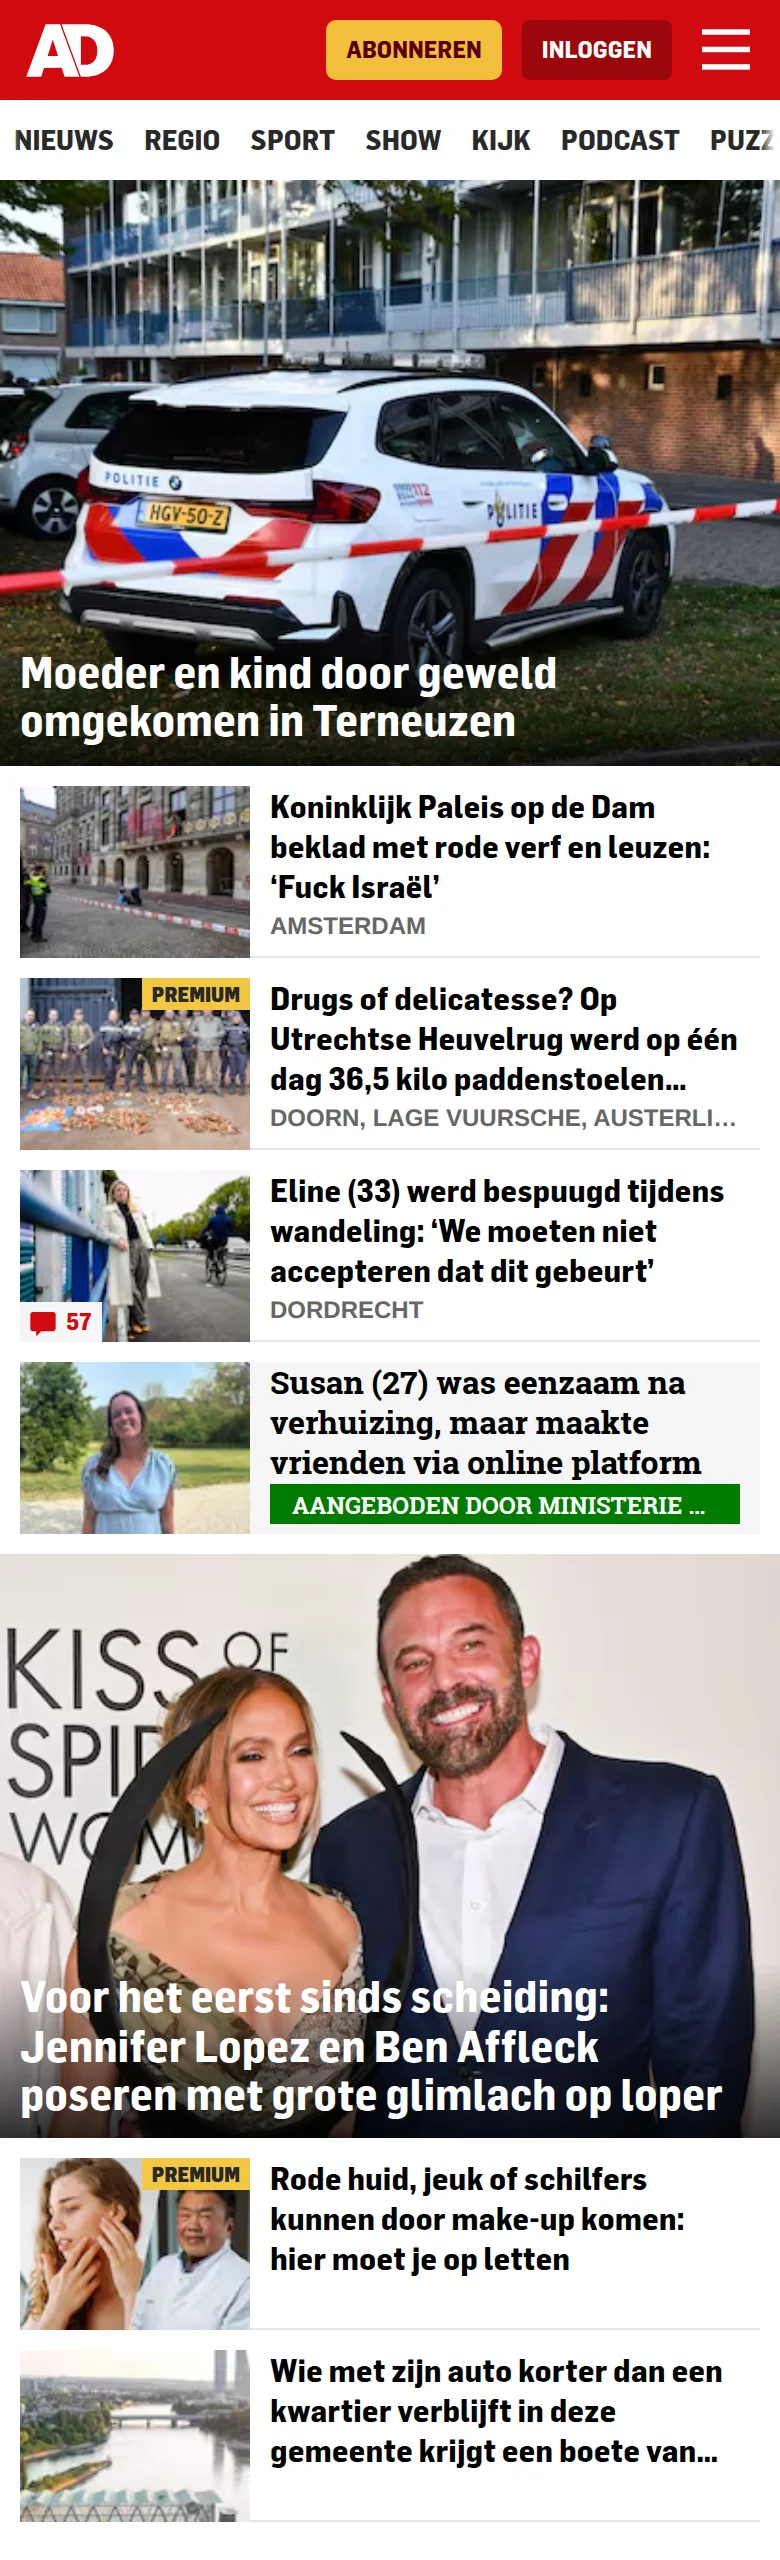 AD
ABONNEREN
INLOGGEN
NIEUWS REGIO SPORT SHOW KIJK PODCAST PUZZ
POLITIE
HGV-50-Z
112
POLITIE
Moeder en kind door geweld
omgekomen in Terneuzen
Koninklijk Paleis op de Dam
beklad met rode verf en leuzen:
‘Fuck Israël’
AMSTERDAM
PREMIUM
Drugs of delicatesse? Op
Utrechtse Heuvelrug werd op één
dag 36,5 kilo paddenstoelen...
DOORN, LAGE VUURSCHE, AUSTERLI...
Eline (33) werd bespuugd tijdens
wandeling: ‘We moeten niet
accepteren dat dit gebeurt’
57
DORDRECHT
Susan (27) was eenzaam na
verhuizing, maar maakte
vrienden via online platform
AANGEBODEN DOOR MINISTERIE ...
KISS OF
SPI
WOM
Voor het eerst sinds scheiding:
Jennifer Lopez en Ben Affleck
poseren met grote glimlach op loper
PREMIUM
Rode huid, jeuk of schilfers
kunnen door make-up komen:
hier moet je op letten
Wie met zijn auto korter dan een
kwartier verblijft in deze
gemeente krijgt een boete van...